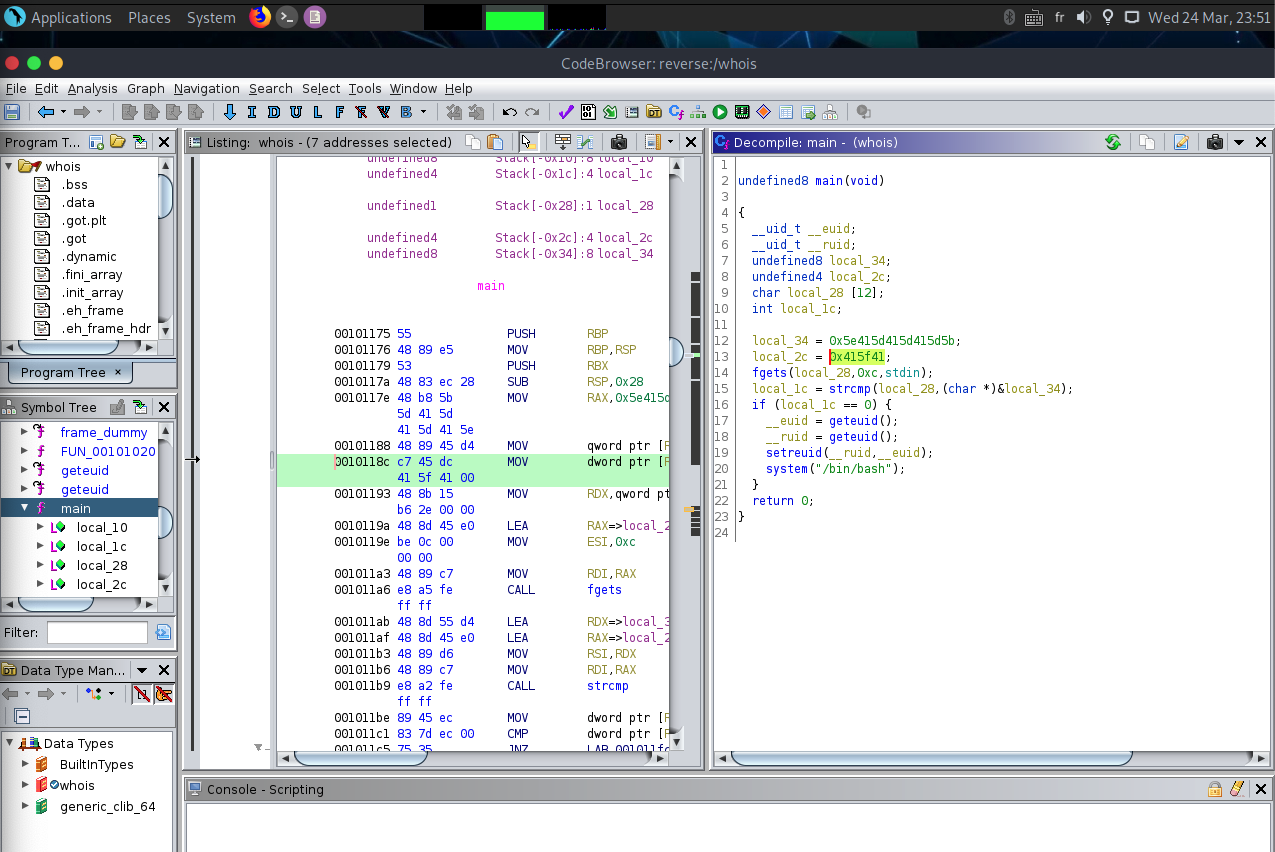 Applications Places System fr Wed 24 Mar, 23:51
CodeBrowser: reverse:/whois
File Edit Analysis Graph Navigation Search Select Tools Window Help
I D U L F K V B
Program T...
whois
.bss
.data
.got.plt
.got
.dynamic
.fini_array
.init_array
.eh_frame
.eh_frame_hdr
Program Tree ×
Symbol Tree
frame_dummy
FUN_00101020
geteuid
geteuid
main
local_10
local_1c
local_28
local_2c
Filter:
Data Type Man...
Data Types
BuiltInTypes
whois
generic_clib_64
Listing: whois - (7 addresses selected)
undefined8 Stack[-0x10]:8 local_10
undefined4 Stack[-0x1c]:4 local_1c
undefined1 Stack[-0x28]:1 local_28
undefined4 Stack[-0x2c]:4 local_2c
undefined8 Stack[-0x34]:8 local_34
main
00101175 55 PUSH RBP
00101176 48 89 e5 MOV RBP,RSP
00101179 53 PUSH RBX
0010117a 48 83 ec 28 SUB RSP,0x28
0010117e 48 b8 5b MOV RAX,0x5e415d
5d 41 5d
41 5d 41 5e
00101188 48 89 45 d4 MOV qword ptr [R
0010118c c7 45 dc MOV dword ptr [R
41 5f 41 00
00101193 48 8b 15 MOV RDX,qword pt
b6 2e 00 00
0010119a 48 8d 45 e0 LEA RAX=>local_2
0010119e be 0c 00 MOV ESI,0xc
00 00
001011a3 48 89 c7 MOV RDI,RAX
001011a6 e8 a5 fe CALL fgets
ff ff
001011ab 48 8d 55 d4 LEA RDX=>local_3
001011af 48 8d 45 e0 LEA RAX=>local_2
001011b3 48 89 d6 MOV RSI,RDX
001011b6 48 89 c7 MOV RDI,RAX
001011b9 e8 a2 fe CALL strcmp
ff ff
001011be 89 45 ec MOV dword ptr [R
001011c1 83 7d ec 00 CMP dword ptr [R
001011c5 75 35 JNZ LAB_001011fc
Decompile: main - (whois)
1
2 undefined8 main(void)
3
4 {
5 __uid_t __euid;
6 __uid_t __ruid;
7 undefined8 local_34;
8 undefined4 local_2c;
9 char local_28 [12];
10 int local_1c;
11
12 local_34 = 0x5e415d415d415d5b;
13 local_2c = 0x415f41;
14 fgets(local_28,0xc,stdin);
15 local_1c = strcmp(local_28,(char *)&local_34);
16 if (local_1c == 0) {
17 __euid = geteuid();
18 __ruid = geteuid();
19 setreuid(__ruid,__euid);
20 system("/bin/bash");
21 }
22 return 0;
23 }
24
Console - Scripting